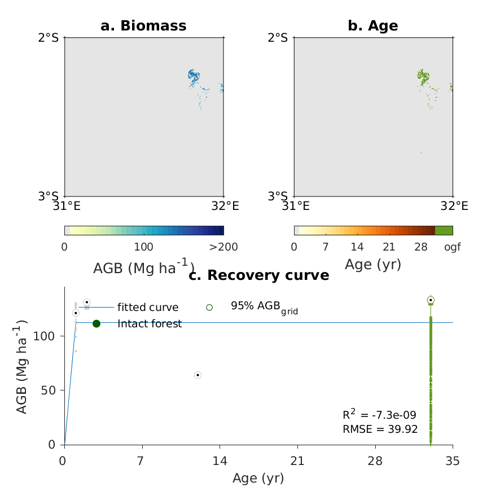 a. Biomass
b. Age
2°S
2°S
3°S
3°S
31°E
32°E
31°E
32°E
0
100
>200
0
7
14
21
28
ogf
AGB (Mg ha-1)
Age (yr)
c. Recovery curve
fitted curve
95% AGBgrid
Intact forest
100
50
0
AGB (Mg ha-1)
R2 = -7.3e-09
RMSE = 39.92
0
7
14
21
28
35
Age (yr)